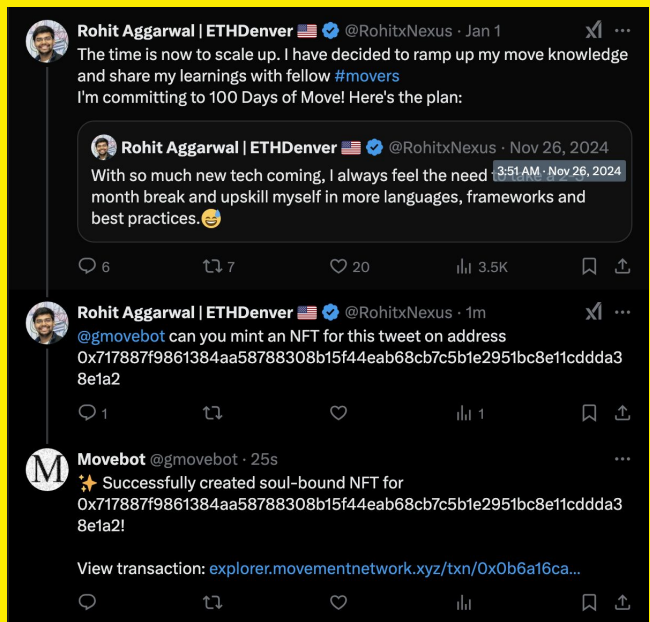 Rohit Aggarwal | ETHDenver 🇺🇸 @RohitxNexus · Jan 1
The time is now to scale up. I have decided to ramp up my move knowledge
and share my learnings with fellow #movers
I'm committing to 100 Days of Move! Here's the plan:
Rohit Aggarwal | ETHDenver 🇺🇸 @RohitxNexus · Nov 26, 2024
With so much new tech coming, I always feel the need
3:51 AM · Nov 26, 2024
month break and upskill myself in more languages, frameworks and
best practices.😅
6 7 20 3.5K
Rohit Aggarwal | ETHDenver 🇺🇸 @RohitxNexus · 1m
@gmovebot can you mint an NFT for this tweet on address
0x717887f9861384aa58788308b15f44eab68cb7c5b1e2951bc8e11cddda3
8e1a2
1 1
M
Movebot @gmovebot · 25s
✨ Successfully created soul-bound NFT for
0x717887f9861384aa58788308b15f44eab68cb7c5b1e2951bc8e11cddda3
8e1a2!
View transaction: explorer.movementnetwork.xyz/txn/0x0b6a16ca...